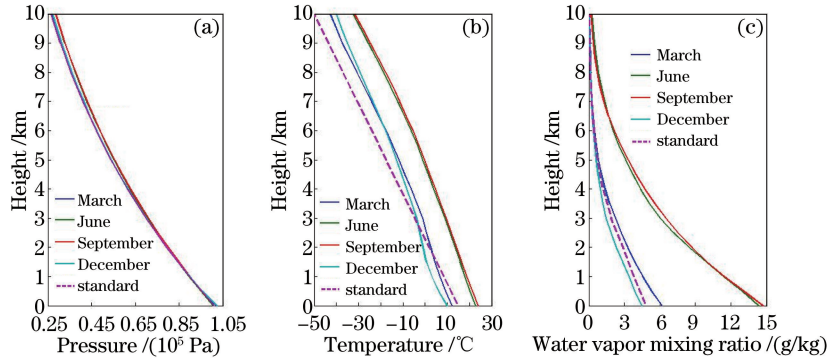 (a)
10
9
8
7
6
5
4
3
2
1
0
Height /km
March
June
September
December
standard
0.25 0.45 0.65 0.85 1.05
Pressure /(10⁵ Pa)
(b)
10
9
8
7
6
5
4
3
2
1
0
Height /km
March
June
September
December
standard
−50 −30 −10 10 30
Temperature /℃
(c)
10
9
8
7
6
5
4
3
2
1
0
Height /km
March
June
September
December
standard
0 3 6 9 12 15
Water vapor mixing ratio /(g/kg)